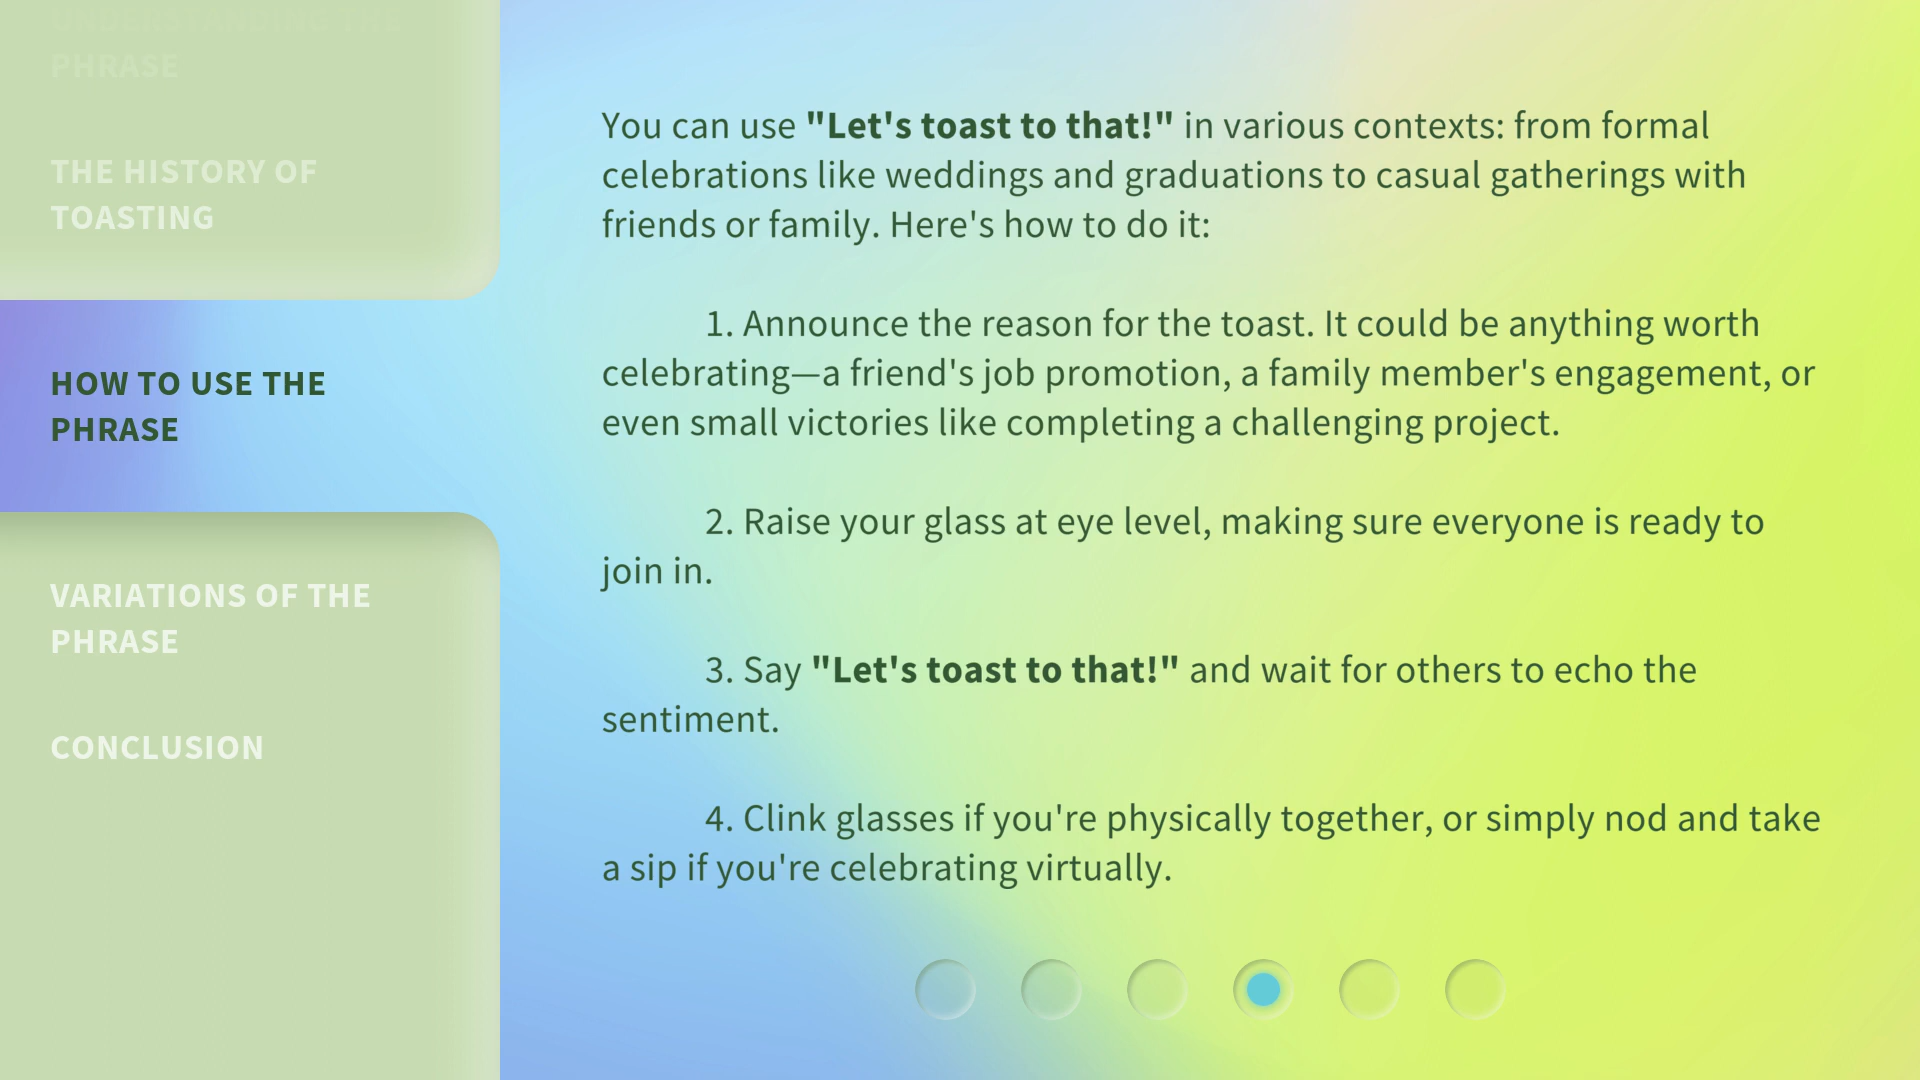 UNDERSTANDING THE
PHRASE
THE HISTORY OF
TOASTING
HOW TO USE THE
PHRASE
VARIATIONS OF THE
PHRASE
CONCLUSION
You can use "Let's toast to that!" in various contexts: from formal
celebrations like weddings and graduations to casual gatherings with
friends or family. Here's how to do it:
1. Announce the reason for the toast. It could be anything worth
celebrating—a friend's job promotion, a family member's engagement, or
even small victories like completing a challenging project.
2. Raise your glass at eye level, making sure everyone is ready to
join in.
3. Say "Let's toast to that!" and wait for others to echo the
sentiment.
4. Clink glasses if you're physically together, or simply nod and take
a sip if you're celebrating virtually.